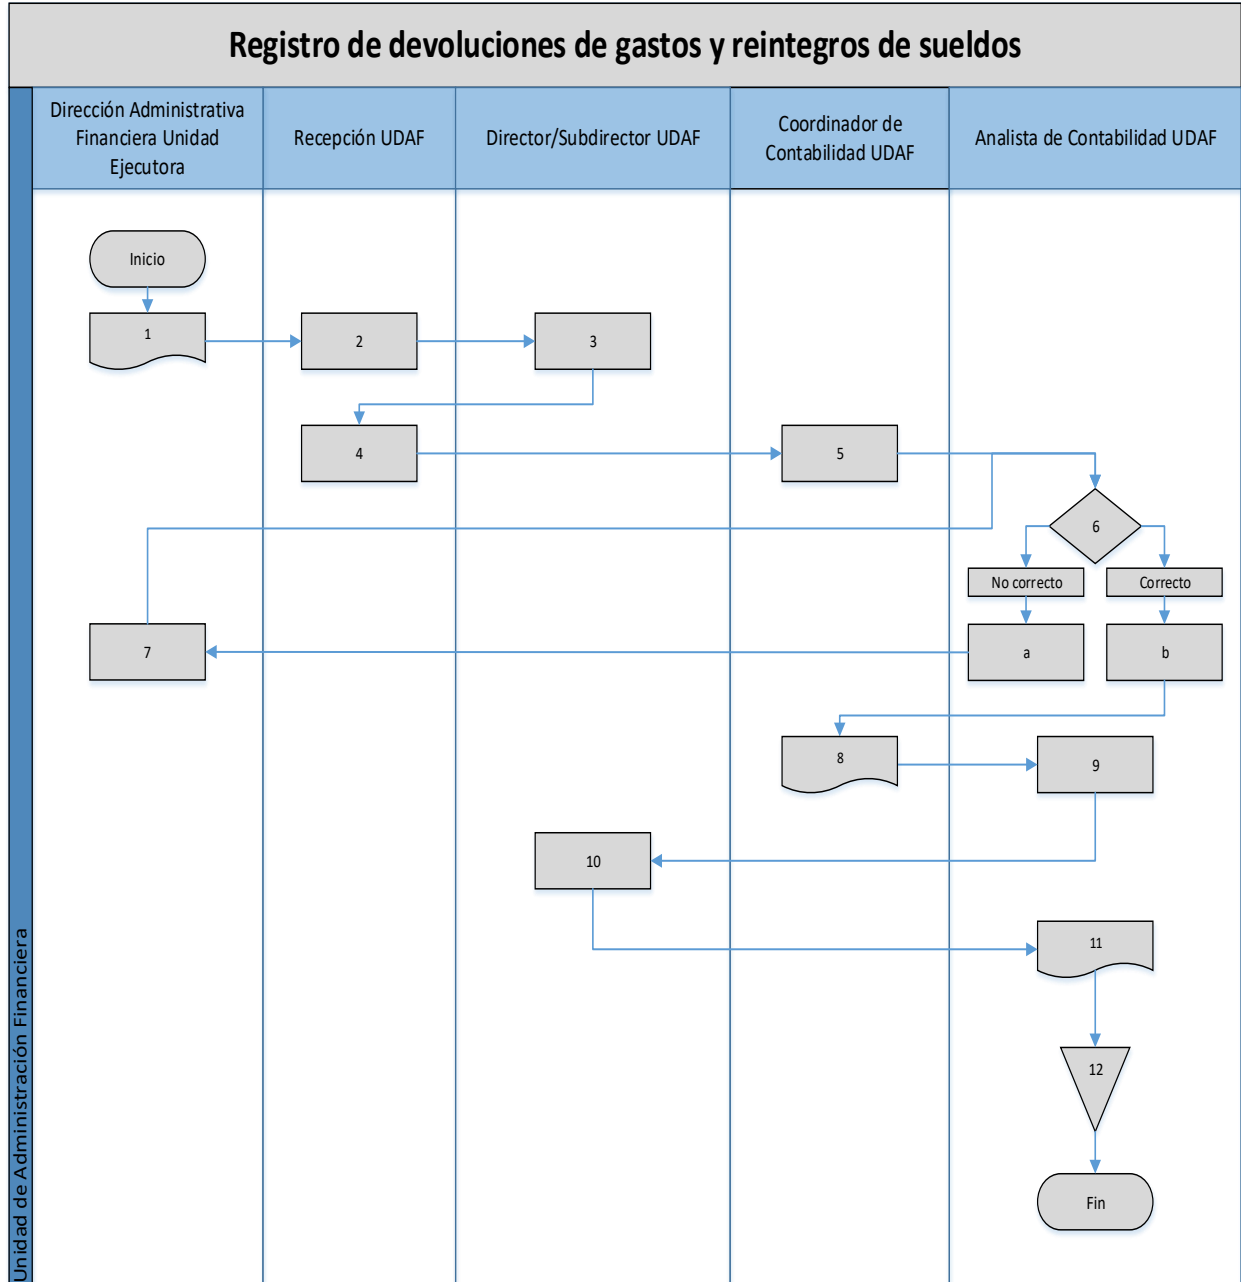 Registro de devoluciones de gastos y reintegros de sueldos
Dirección Administrativa
Financiera Unidad
Ejecutora
Recepción UDAF
Director/Subdirector UDAF
Coordinador de
Contabilidad UDAF
Analista de Contabilidad UDAF
Unidad de Administración Financiera
Inicio
1
2
3
4
5
6
No correcto
Correcto
7
a
b
8
9
10
11
12
Fin